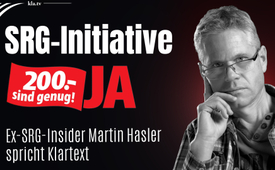 kla.tv
SRG-Initiative
200.-
sind genug!
JA
Ex-SRG-Insider Martin Hasler
spricht Klartext